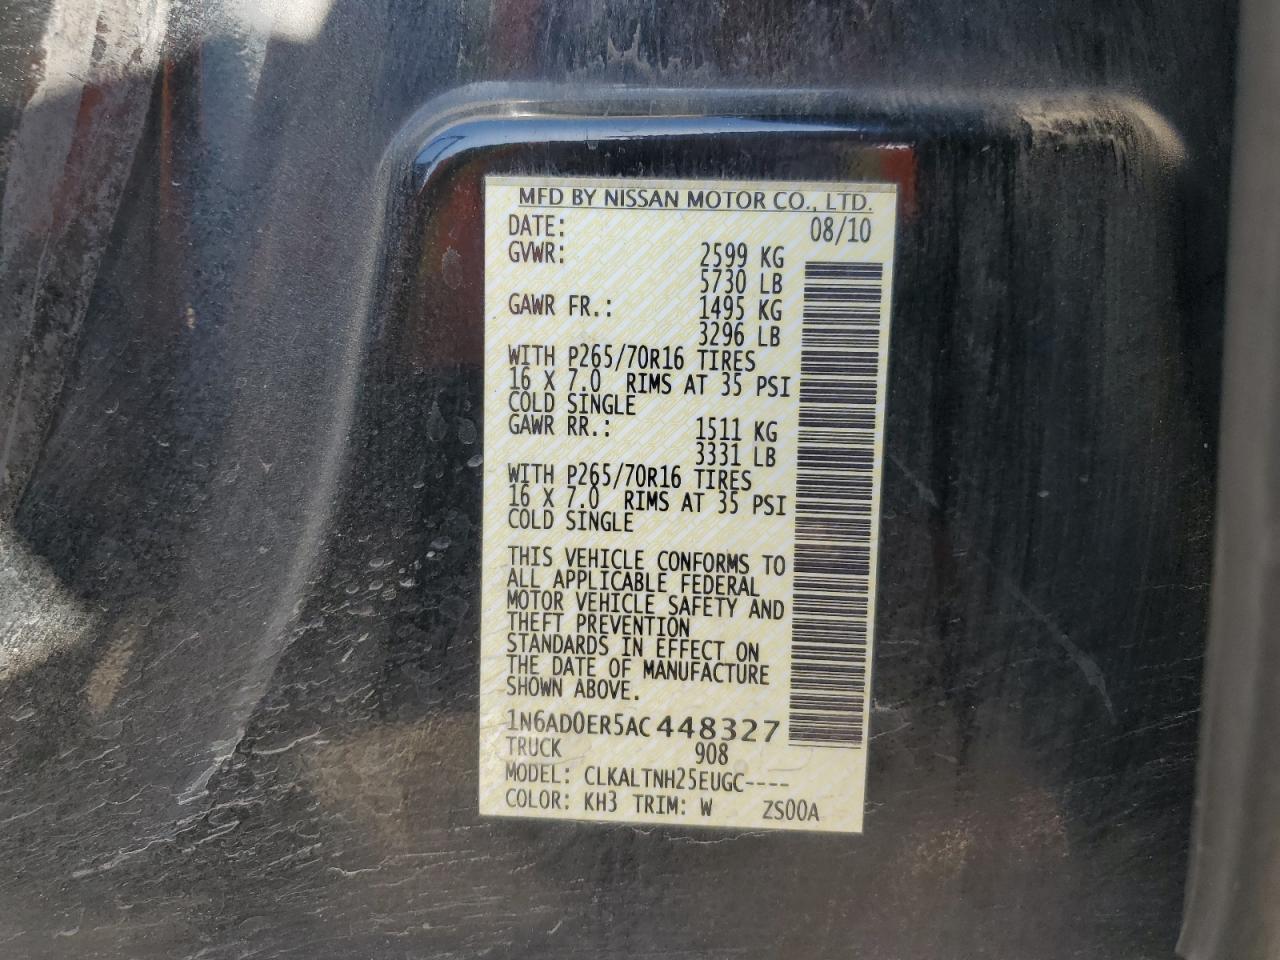 MFD BY NISSAN MOTOR CO., LTD.
DATE: 08/10
GVWR: 2599 KG
5730 LB
GAWR FR.: 1495 KG
3296 LB
WITH P265/70R16 TIRES
16 X 7.0 RIMS AT 35 PSI
COLD SINGLE
GAWR RR.: 1511 KG
3331 LB
WITH P265/70R16 TIRES
16 X 7.0 RIMS AT 35 PSI
COLD SINGLE
THIS VEHICLE CONFORMS TO
ALL APPLICABLE FEDERAL
MOTOR VEHICLE SAFETY AND
THEFT PREVENTION
STANDARDS IN EFFECT ON
THE DATE OF MANUFACTURE
SHOWN ABOVE.
1N6AD0ER5AC448327
TRUCK 908
MODEL: CLKALTNH25EUGC----
COLOR: KH3 TRIM: W ZS00A